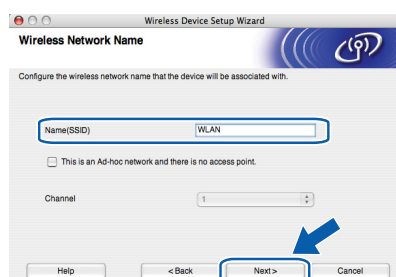 Wireless Device Setup Wizard
Wireless Network Name
Configure the wireless network name that the device will be associated with.
Name(SSID) WLAN
This is an Ad-hoc network and there is no access point.
Channel 1
Help < Back Next > Cancel